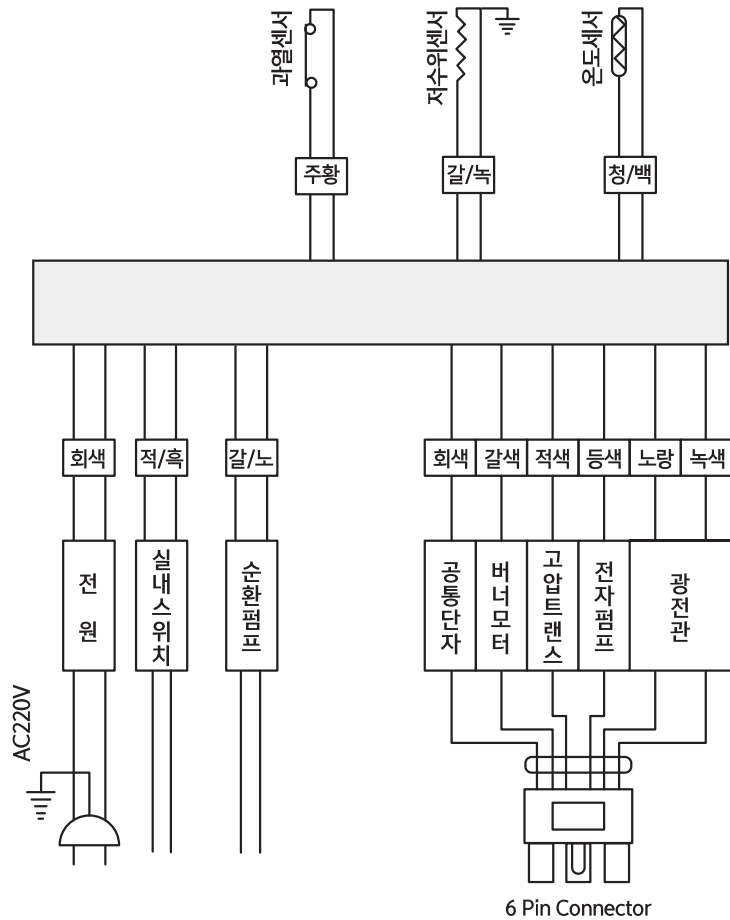 과열센서
저수위센서
온도세서
주황
갈/녹
청/백
회색
적/흑
갈/노
회색
갈색
적색
등색
노랑
녹색
전원
실내스위치
순환펌프
공통단자
버너모터
고압트랜스
전자펌프
광전관
AC220V
6 Pin Connector